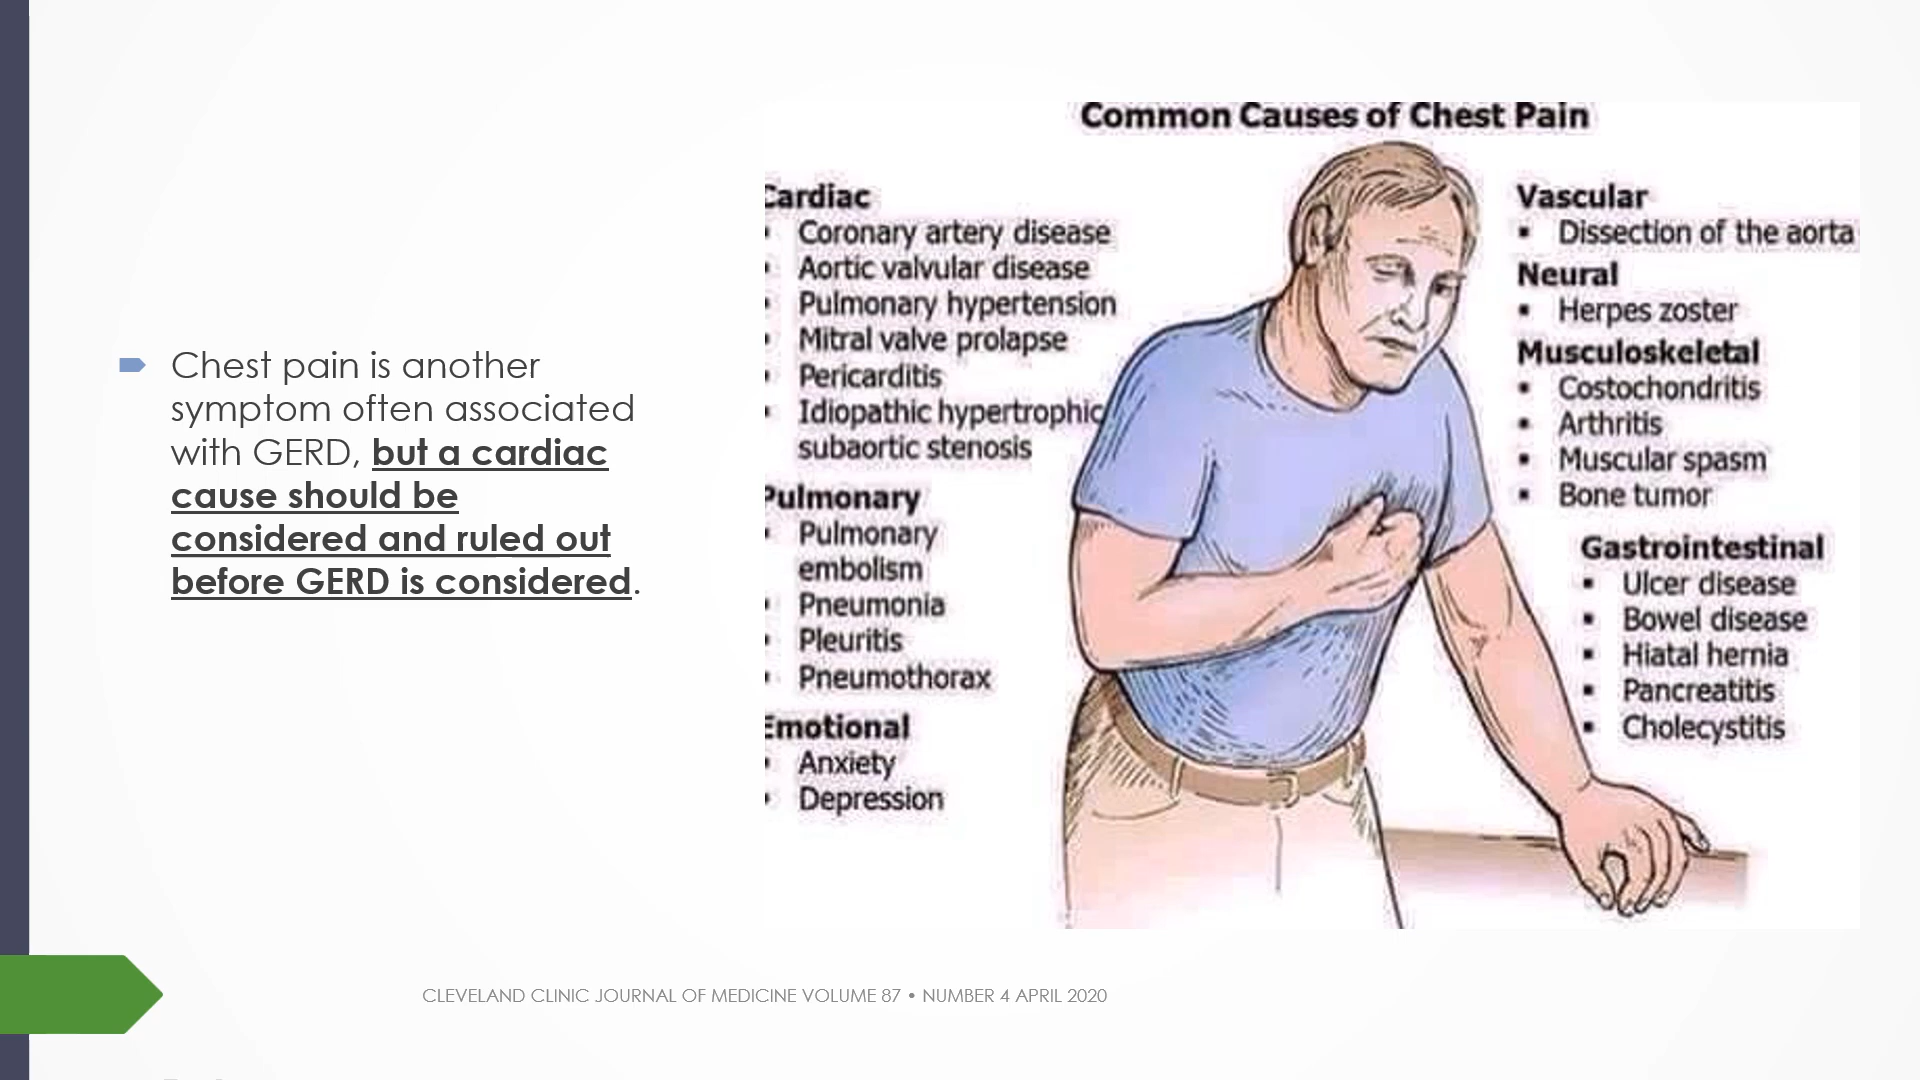 Chest pain is another
symptom often associated
with GERD, but a cardiac
cause should be
considered and ruled out
before GERD is considered.
Common Causes of Chest Pain
Cardiac
Coronary artery disease
Aortic valvular disease
Pulmonary hypertension
Mitral valve prolapse
Pericarditis
Idiopathic hypertrophic
subaortic stenosis
Pulmonary
Pulmonary
embolism
Pneumonia
Pleuritis
Pneumothorax
Emotional
Anxiety
Depression
Vascular
▪ Dissection of the aorta
Neural
▪ Herpes zoster
Musculoskeletal
▪ Costochondritis
▪ Arthritis
▪ Muscular spasm
▪ Bone tumor
Gastrointestinal
▪ Ulcer disease
▪ Bowel disease
▪ Hiatal hernia
▪ Pancreatitis
▪ Cholecystitis
CLEVELAND CLINIC JOURNAL OF MEDICINE VOLUME 87 • NUMBER 4 APRIL 2020